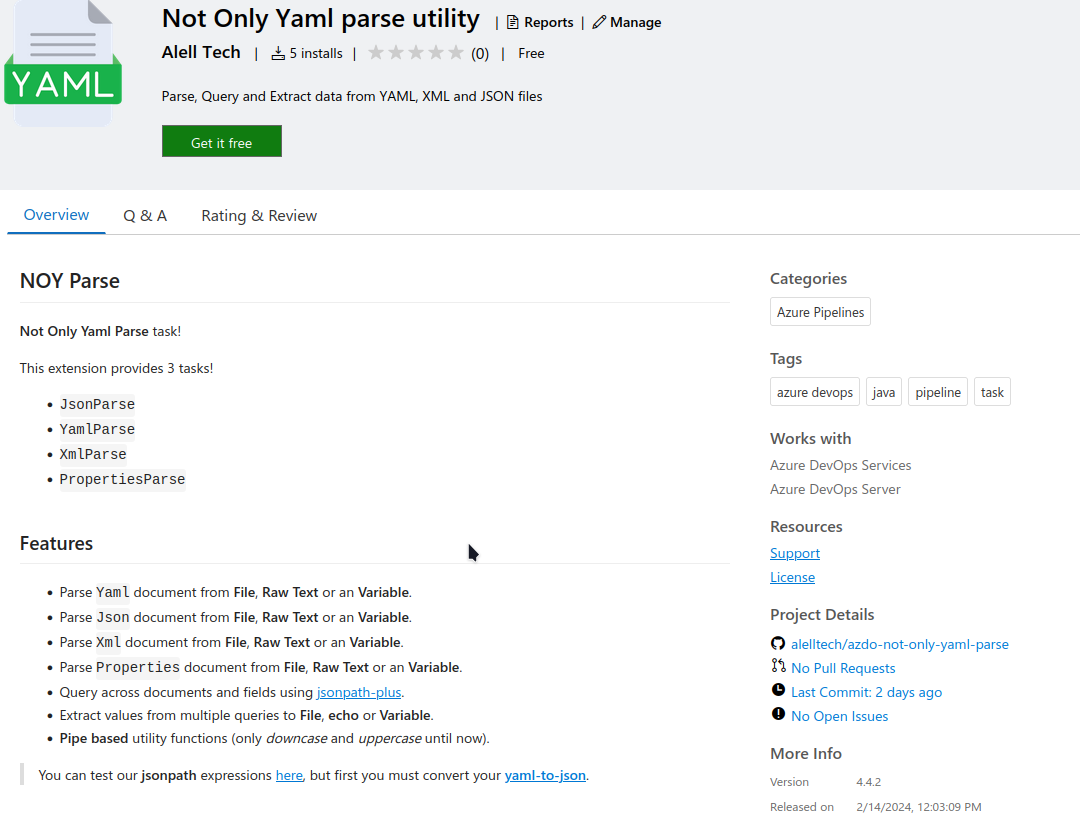 Not Only Yaml parse utility | Reports | Manage
YAML
Alell Tech | 5 installs | (0) | Free
Parse, Query and Extract data from YAML, XML and JSON files
Get it free
Overview Q & A Rating & Review
NOY Parse
Not Only Yaml Parse task!
This extension provides 3 tasks!
• JsonParse
• YamlParse
• XmlParse
• PropertiesParse
Features
• Parse Yaml document from File, Raw Text or an Variable.
• Parse Json document from File, Raw Text or an Variable.
• Parse Xml document from File, Raw Text or an Variable.
• Parse Properties document from File, Raw Text or an Variable.
• Query across documents and fields using jsonpath-plus.
• Extract values from multiple queries to File, echo or Variable.
• Pipe based utility functions (only downcase and uppercase until now).
You can test our jsonpath expressions here, but first you must convert your yaml-to-json.
Categories
Azure Pipelines
Tags
azure devops java pipeline task
Works with
Azure DevOps Services
Azure DevOps Server
Resources
Support
License
Project Details
alelltech/azdo-not-only-yaml-parse
No Pull Requests
Last Commit: 2 days ago
No Open Issues
More Info
Version 4.4.2
Released on 2/14/2024, 12:03:09 PM